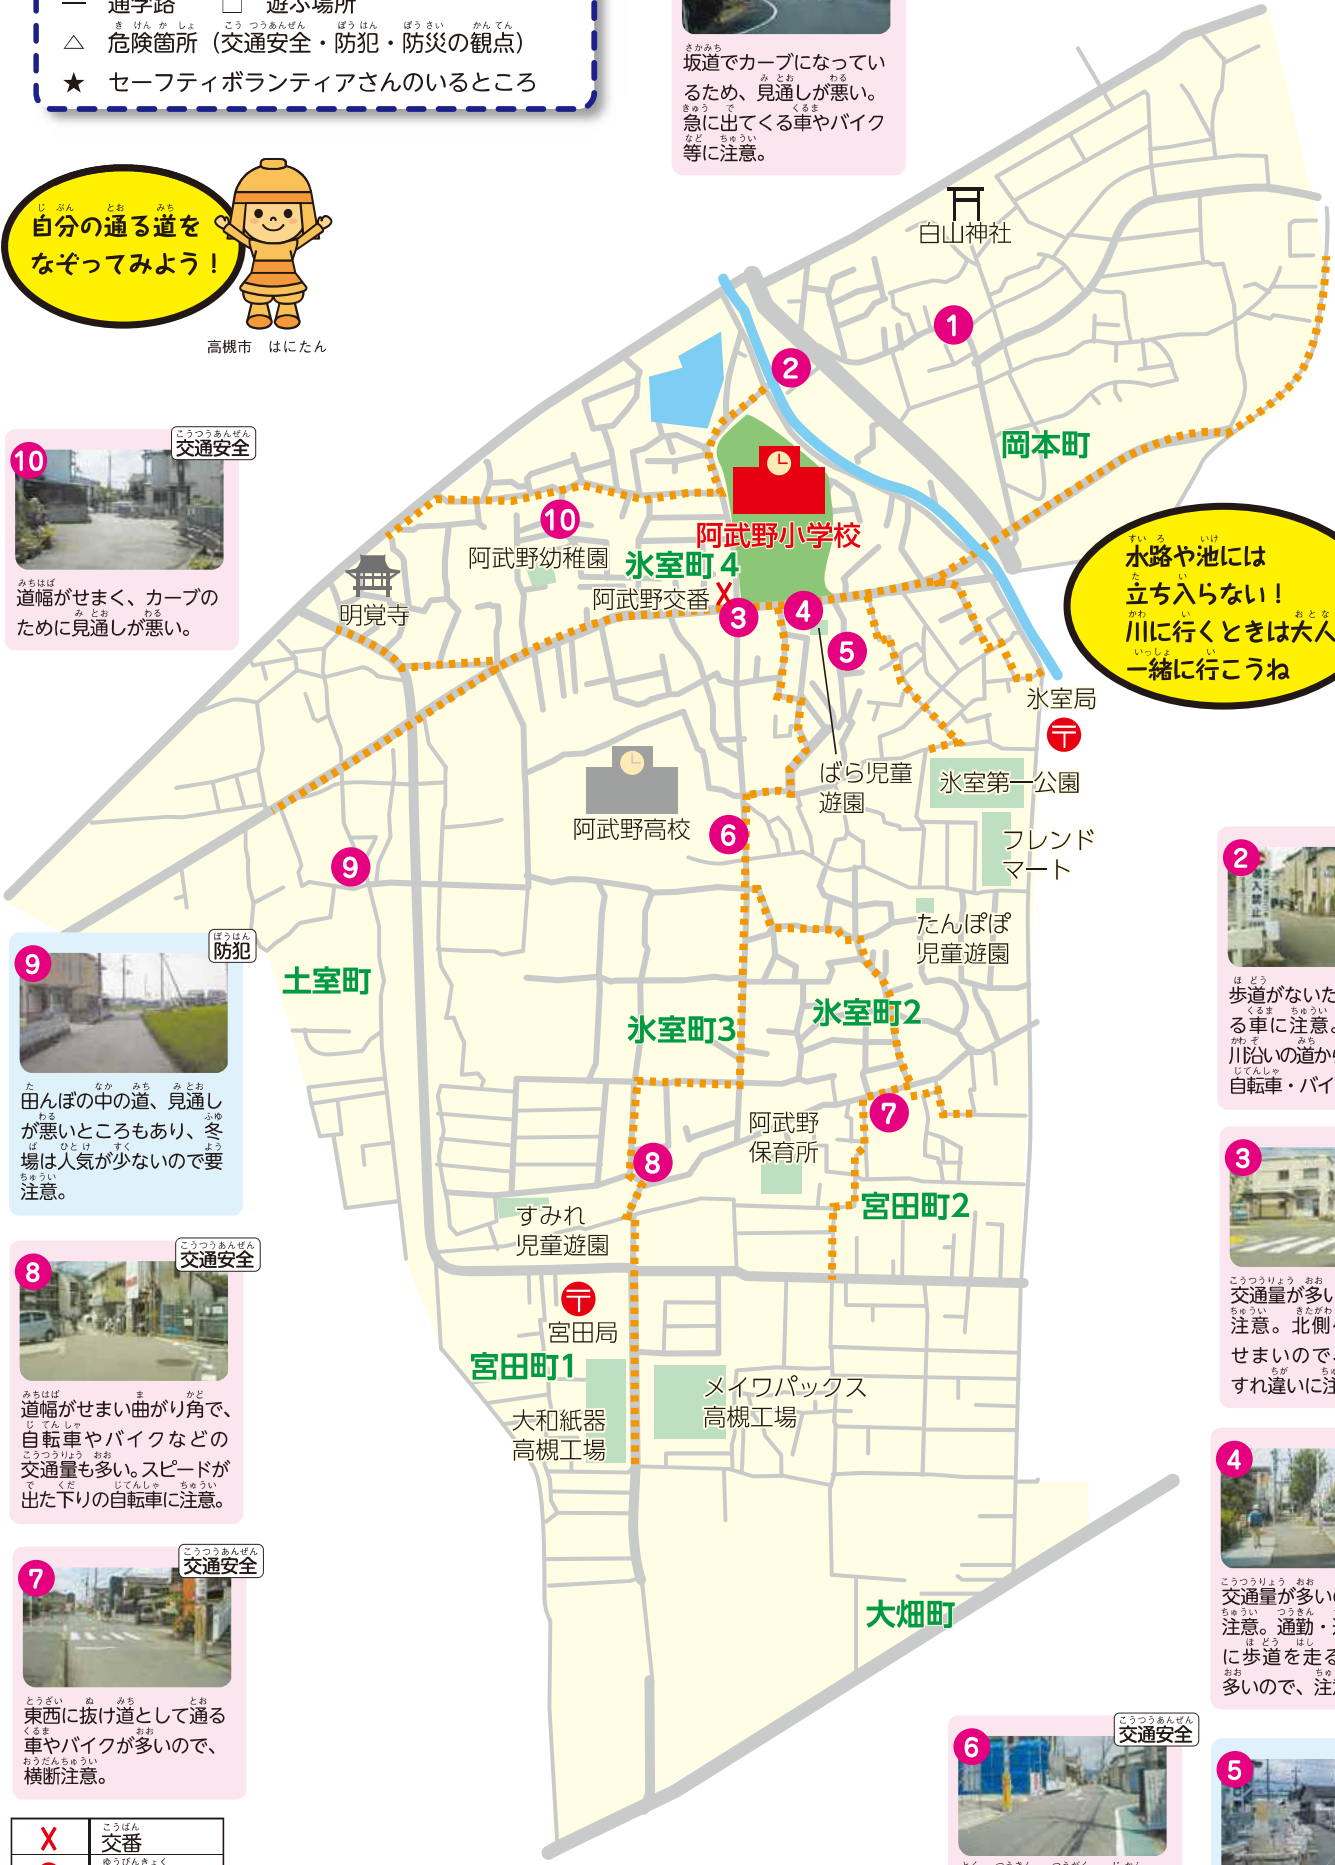 通学路　□　遊ぶ場所
△　危険箇所（交通安全・防犯・防災の観点）
★　セーフティボランティアさんのいるところ
坂道でカーブになってい
るため、見通しが悪い。
急に出てくる車やバイク
等に注意。
自分の通る道を
なぞってみよう！
高槻市　はにたん
白山神社
1
2
岡本町
10
交通安全
道幅がせまく、カーブの
ために見通しが悪い。
阿武野小学校
10
阿武野幼稚園
氷室町4
阿武野交番 X
明覚寺
3
4
5
水路や池には
立ち入らない！
川に行くときは大人
一緒に行こうね
氷室局
〒
ばら児童
遊園
氷室第一公園
阿武野高校
6
フレンド
マート
9
たんぽぽ
児童遊園
9
防犯
田んぼの中の道、見通し
が悪いところもあり、冬
場は人気が少ないので要
注意。
土室町
氷室町3
氷室町2
7
阿武野
保育所
8
宮田町2
すみれ
児童遊園
8
交通安全
道幅がせまい曲がり角で、
自転車やバイクなどの
交通量も多い。スピードが
出た下りの自転車に注意。
〒
宮田局
宮田町1
大和紙器
高槻工場
メイワパックス
高槻工場
7
交通安全
東西に抜け道として通る
車やバイクが多いので、
横断注意。
大畑町
X 交番
2
歩道がないた
る車に注意。
川沿いの道から
自転車・バイ
3
交通量が多い
注意。北側
せまいので、
すれ違いに注
4
交通量が多い
注意。通勤・
に歩道を走る
多いので、注
6
交通安全
5